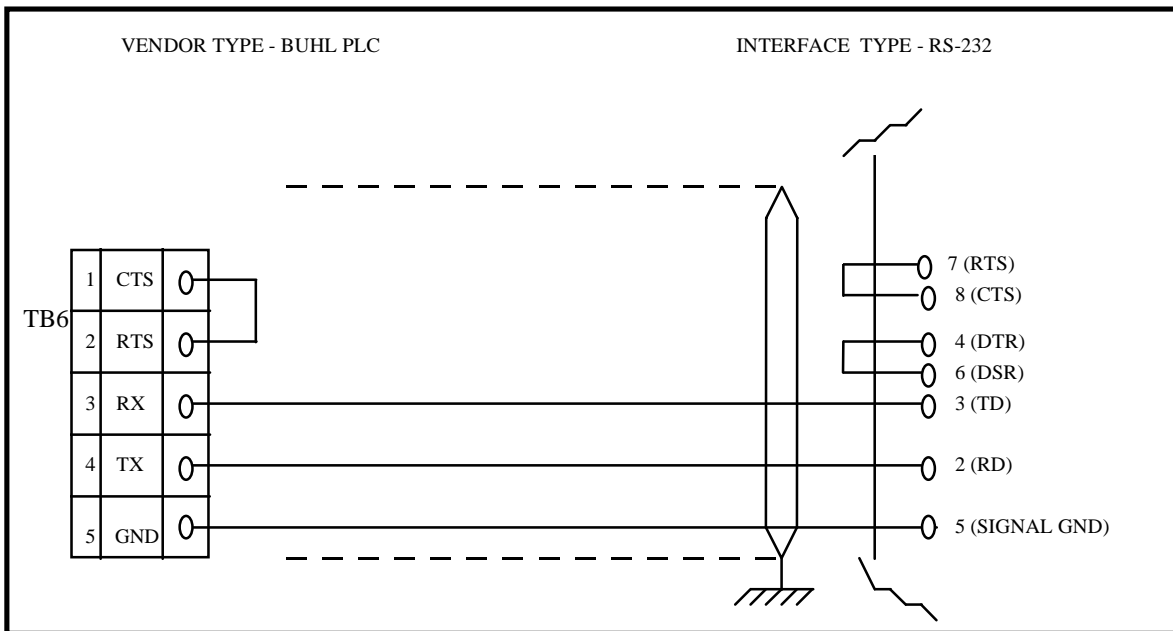 VENDOR TYPE - BUHL PLC
INTERFACE TYPE - RS-232
TB6
1 CTS
2 RTS
3 RX
4 TX
5 GND
7 (RTS)
8 (CTS)
4 (DTR)
6 (DSR)
3 (TD)
2 (RD)
5 (SIGNAL GND)